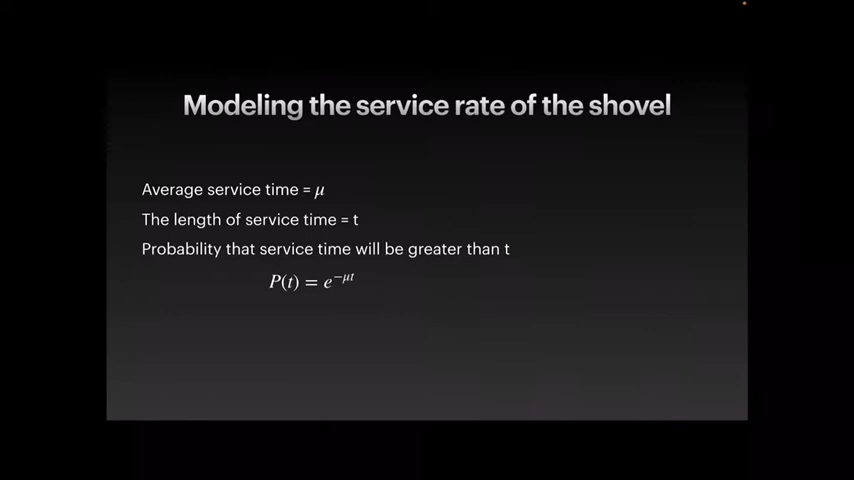 Modeling the service rate of the shovel
Average service time = μ
The length of service time = t
Probability that service time will be greater than t
P(t) = e^{−μt}